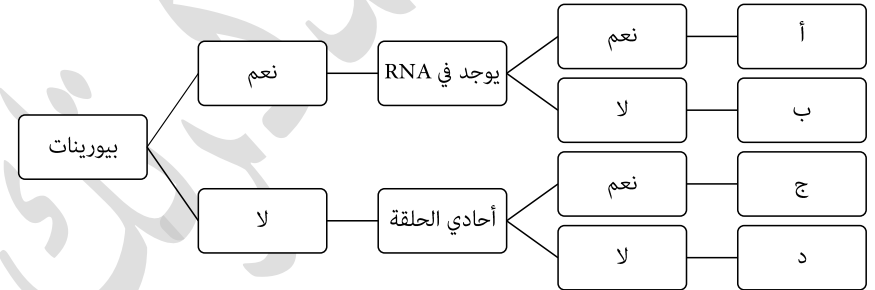 بيورينات
نعم
يوجد في RNA
نعم
أ
لا
ب
لا
أحادي الحلقة
نعم
ج
لا
د